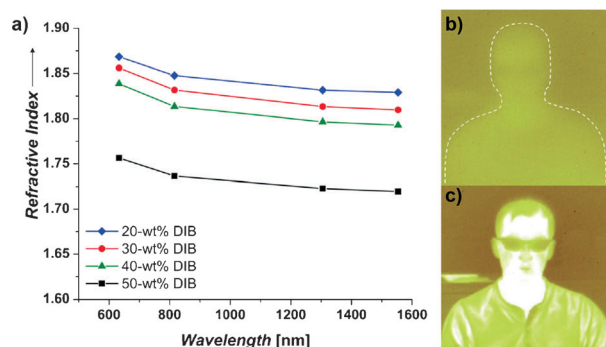 a)
Refractive Index
1.90
1.85
1.80
1.75
1.70
1.65
1.60
20-wt% DIB
30-wt% DIB
40-wt% DIB
50-wt% DIB
600
800
1000
1200
1400
1600
Wavelength [nm]
b)
c)